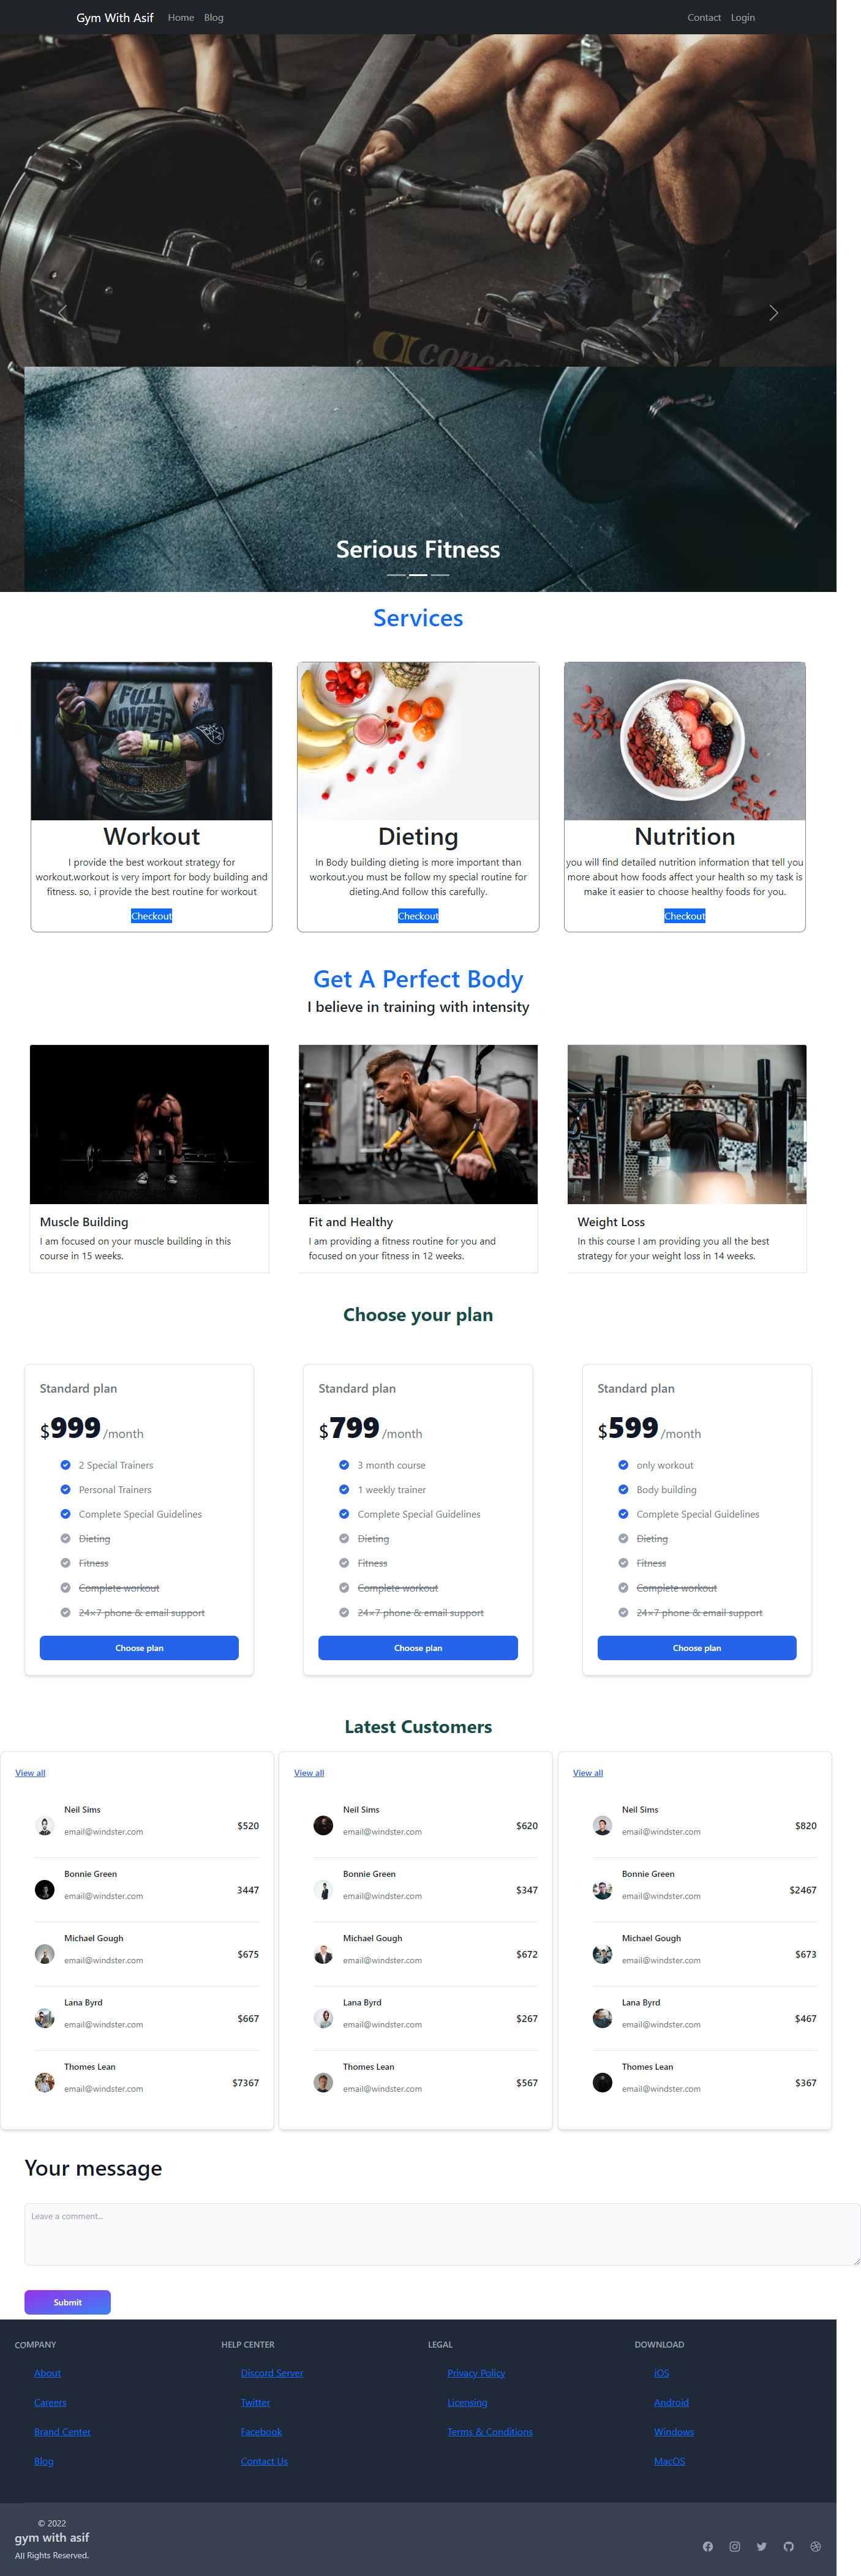 Gym With Asif Home Blog Contact Login
Serious Fitness
Services
FULL
POWER
Workout
I provide the best workout strategy for
workout.workout is very import for body building and
fitness. so, i provide the best routine for workout
Checkout
Dieting
In Body building dieting is more important than
workout.you must be follow my special routine for
dieting.And follow this carefully.
Checkout
Nutrition
you will find detailed nutrition information that tell you
more about how foods affect your health so my task is
make it easier to choose healthy foods for you.
Checkout
Get A Perfect Body
I believe in training with intensity
Muscle Building
I am focused on your muscle building in this
course in 15 weeks.
Fit and Healthy
I am providing a fitness routine for you and
focused on your fitness in 12 weeks.
Weight Loss
In this course I am providing you all the best
strategy for your weight loss in 14 weeks.
Choose your plan
Standard plan
$999 /month
2 Special Trainers
Personal Trainers
Complete Special Guidelines
Dieting
Fitness
Complete workout
24×7 phone & email support
Choose plan
Standard plan
$799 /month
3 month course
1 weekly trainer
Complete Special Guidelines
Dieting
Fitness
Complete workout
24×7 phone & email support
Choose plan
Standard plan
$599 /month
only workout
Body building
Complete Special Guidelines
Dieting
Fitness
Complete workout
24×7 phone & email support
Choose plan
Latest Customers
View all
Neil Sims
email@windster.com
$520
Bonnie Green
email@windster.com
3447
Michael Gough
email@windster.com
$675
Lana Byrd
email@windster.com
$667
Thomes Lean
email@windster.com
$7367
View all
Neil Sims
email@windster.com
$620
Bonnie Green
email@windster.com
$347
Michael Gough
email@windster.com
$672
Lana Byrd
email@windster.com
$267
Thomes Lean
email@windster.com
$567
View all
Neil Sims
email@windster.com
$820
Bonnie Green
email@windster.com
$2467
Michael Gough
email@windster.com
$673
Lana Byrd
email@windster.com
$467
Thomes Lean
email@windster.com
$367
Your message
Leave a comment...
Submit
COMPANY
About
Careers
Brand Center
Blog
HELP CENTER
Discord Server
Twitter
Facebook
Contact Us
LEGAL
Privacy Policy
Licensing
Terms & Conditions
DOWNLOAD
iOS
Android
Windows
MacOS
© 2022
gym with asif
All Rights Reserved.